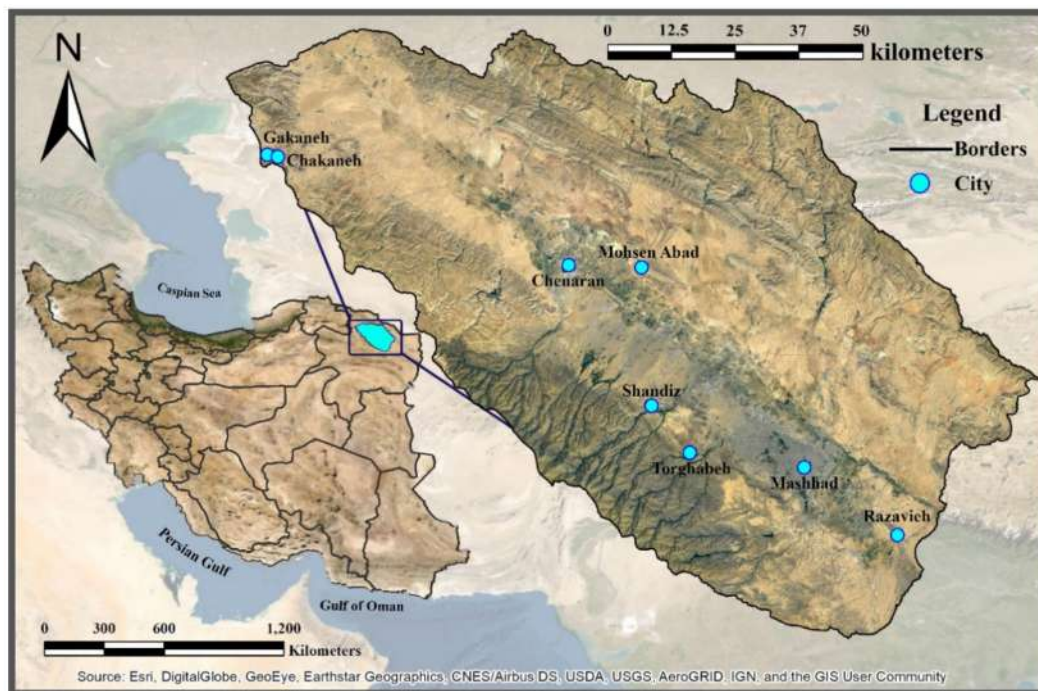 N
0 12.5 25 37 50
kilometers
Legend
Borders
City
Gakaneh
Chakaneh
Mohsen Abad
Chenaran
Caspian Sea
Shandiz
Torghabeh
Mashhad
Razavieh
Persian Gulf
Gulf of Oman
0 300 600 1,200
Kilometers
Source: Esri, DigitalGlobe, GeoEye, Earthstar Geographics, CNES/Airbus DS, USDA, USGS, AeroGRID, IGN, and the GIS User Community